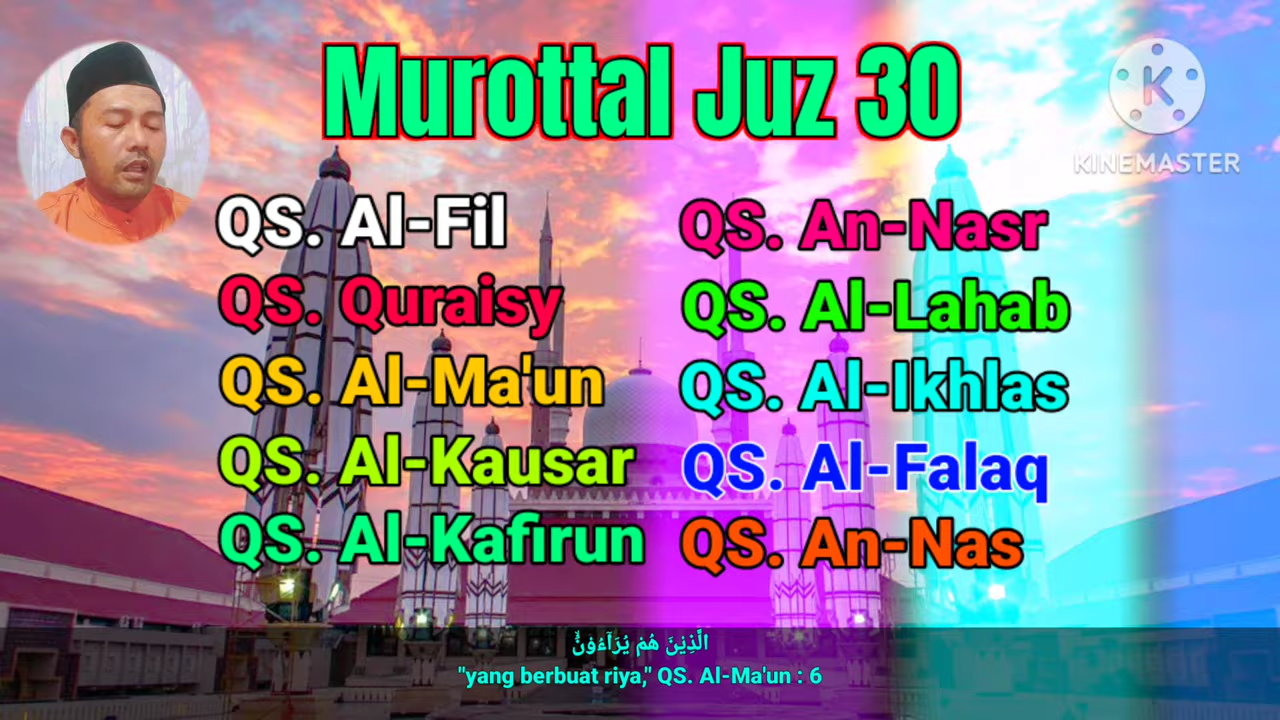 Murottal Juz 30
K
KINEMASTER
QS. Al-Fil
QS. Quraisy
QS. Al-Ma'un
QS. Al-Kausar
QS. Al-Kafirun
QS. An-Nasr
QS. Al-Lahab
QS. Al-Ikhlas
QS. Al-Falaq
QS. An-Nas
الَّذِيْنَ هُمْ يُرَاۤءُوْنَۙ
"yang berbuat riya," QS. Al-Ma'un : 6